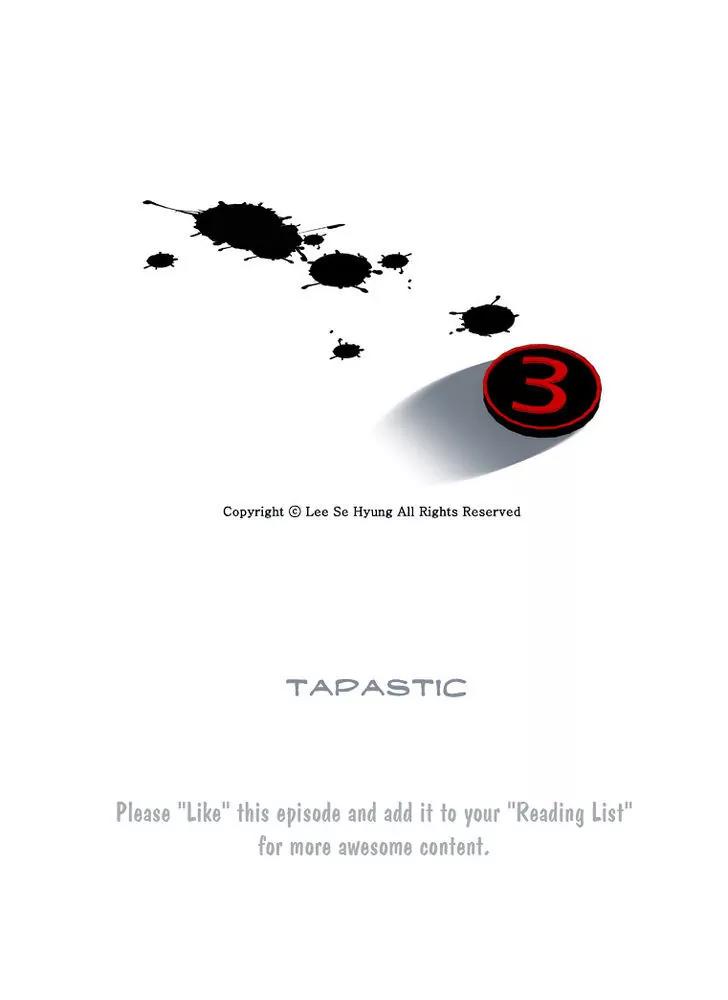 3
Copyright ⓒ Lee Se Hyung All Rights Reserved
TAPASTIC
Please "Like" this episode and add it to your "Reading List"
for more awesome content.